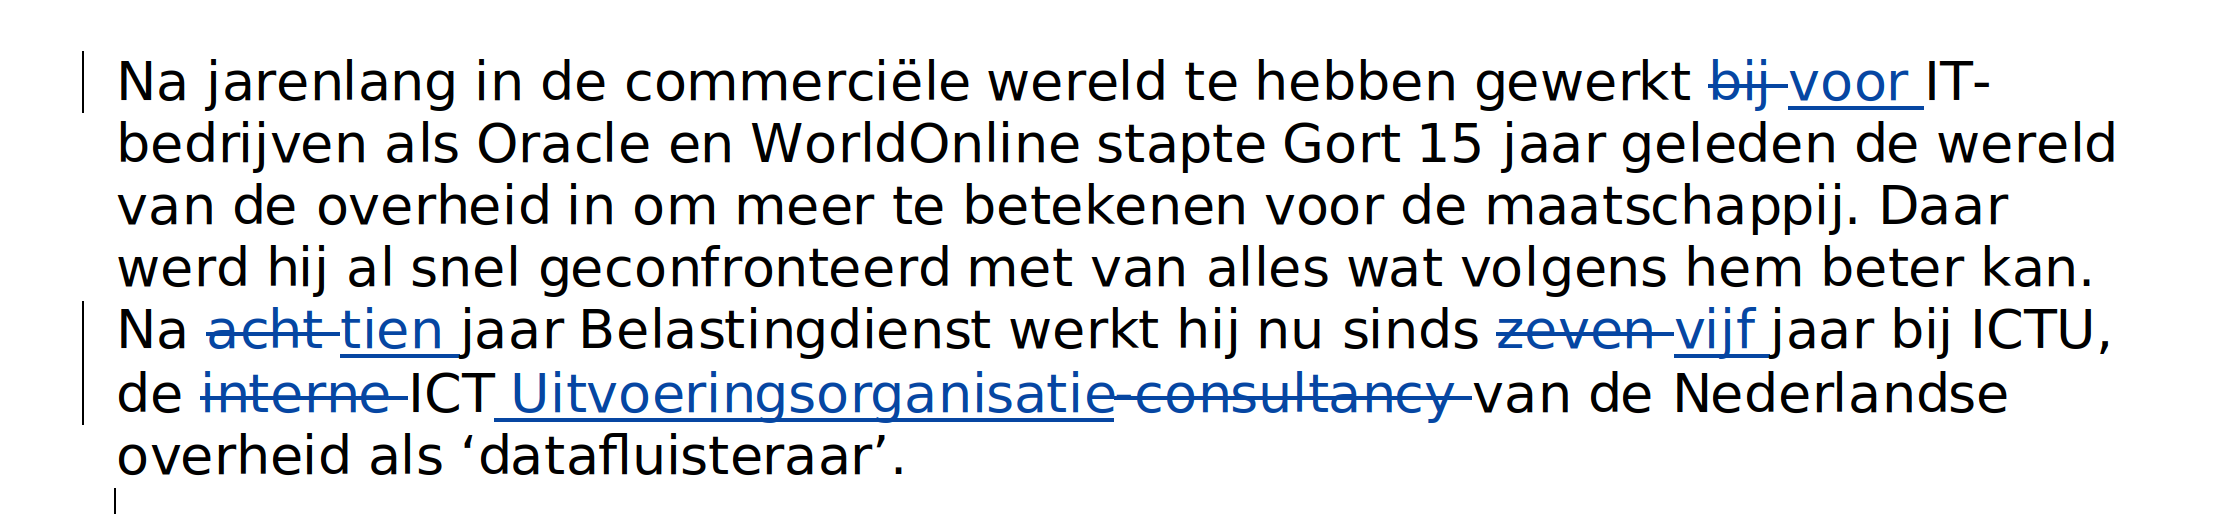 Na jarenlang in de commerciële wereld te hebben gewerkt bij voor IT-
bedrijven als Oracle en WorldOnline stapte Gort 15 jaar geleden de wereld
van de overheid in om meer te betekenen voor de maatschappij. Daar
werd hij al snel geconfronteerd met van alles wat volgens hem beter kan.
Na acht tien jaar Belastingdienst werkt hij nu sinds zeven vijf jaar bij ICTU,
de interne ICT Uitvoeringsorganisatie-consultancy van de Nederlandse
overheid als ‘datafluisteraar’.